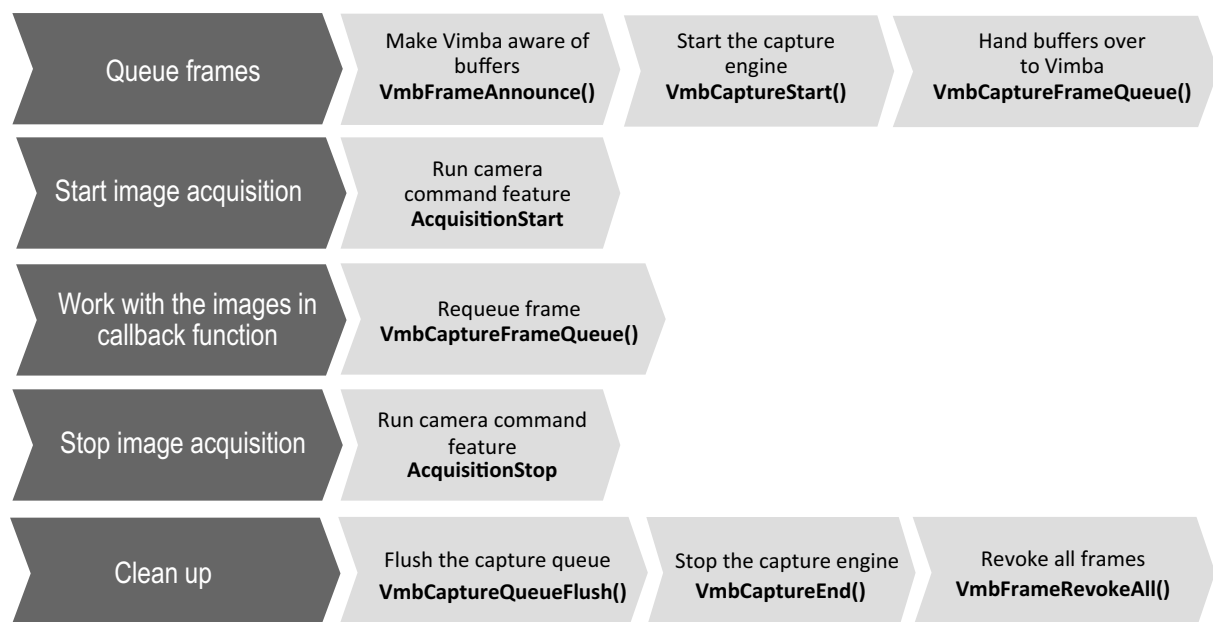 Queue frames
Make Vimba aware of
buffers
VmbFrameAnnounce()
Start the capture
engine
VmbCaptureStart()
Hand buffers over
to Vimba
VmbCaptureFrameQueue()
Start image acquisition
Run camera
command feature
AcquisitionStart
Work with the images in
callback function
Requeue frame
VmbCaptureFrameQueue()
Stop image acquisition
Run camera command
feature
AcquisitionStop
Clean up
Flush the capture queue
VmbCaptureQueueFlush()
Stop the capture engine
VmbCaptureEnd()
Revoke all frames
VmbFrameRevokeAll()